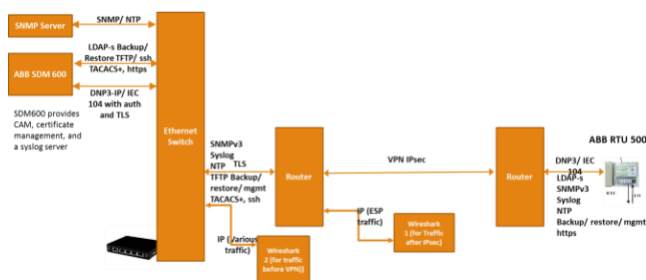 SNMP Server
SNMP/ NTP
LDAP-s Backup/
Restore TFTP/ ssh
TACACS+, https
ABB SDM 600
DNP3-IP/ IEC
104 with auth
and TLS
SDM600 provides
CAM, certificate
management, and
a syslog server
Ethernet
Switch
SNMPv3
Syslog
NTP TLS
TFTP Backup/
restore/ mgmt
TACACS+, ssh
Router
VPN IPsec
Router
ABB RTU 500
DNP3/ IEC
104
LDAP-s
SNMPv3
Syslog
NTP
Backup/ restore/ mgmt
https
IP (ESP
traffic)
Wireshark
1 (for Traffic
after IPsec)
IP (Various
traffic)
Wireshark
2 (for traffic
before VPN)